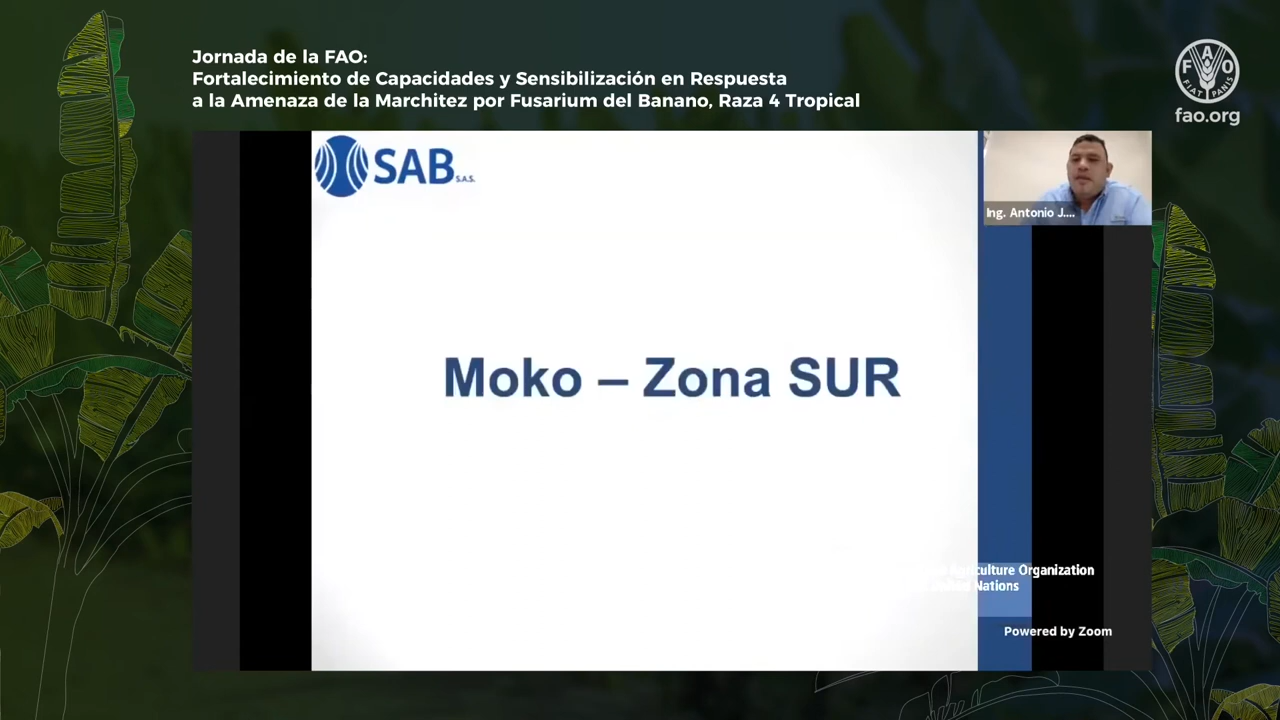 Jornada de la FAO:
Fortalecimiento de Capacidades y Sensibilización en Respuesta
a la Amenaza de la Marchitez por Fusarium del Banano, Raza 4 Tropical
FAO
FIAT PANIS
fao.org
SAB S.A.S.
Ing. Antonio J....
Moko – Zona SUR
Agriculture Organization
Nations
Powered by Zoom